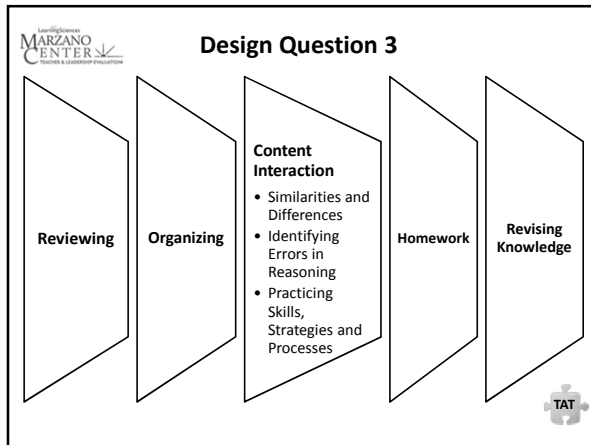 LearningSciences
MARZANO
CENTER
TEACHER & LEADERSHIP EVALUATION
Design Question 3
Reviewing
Organizing
Content
Interaction
• Similarities and
Differences
• Identifying
Errors in
Reasoning
• Practicing
Skills,
Strategies and
Processes
Homework
Revising
Knowledge
TAT